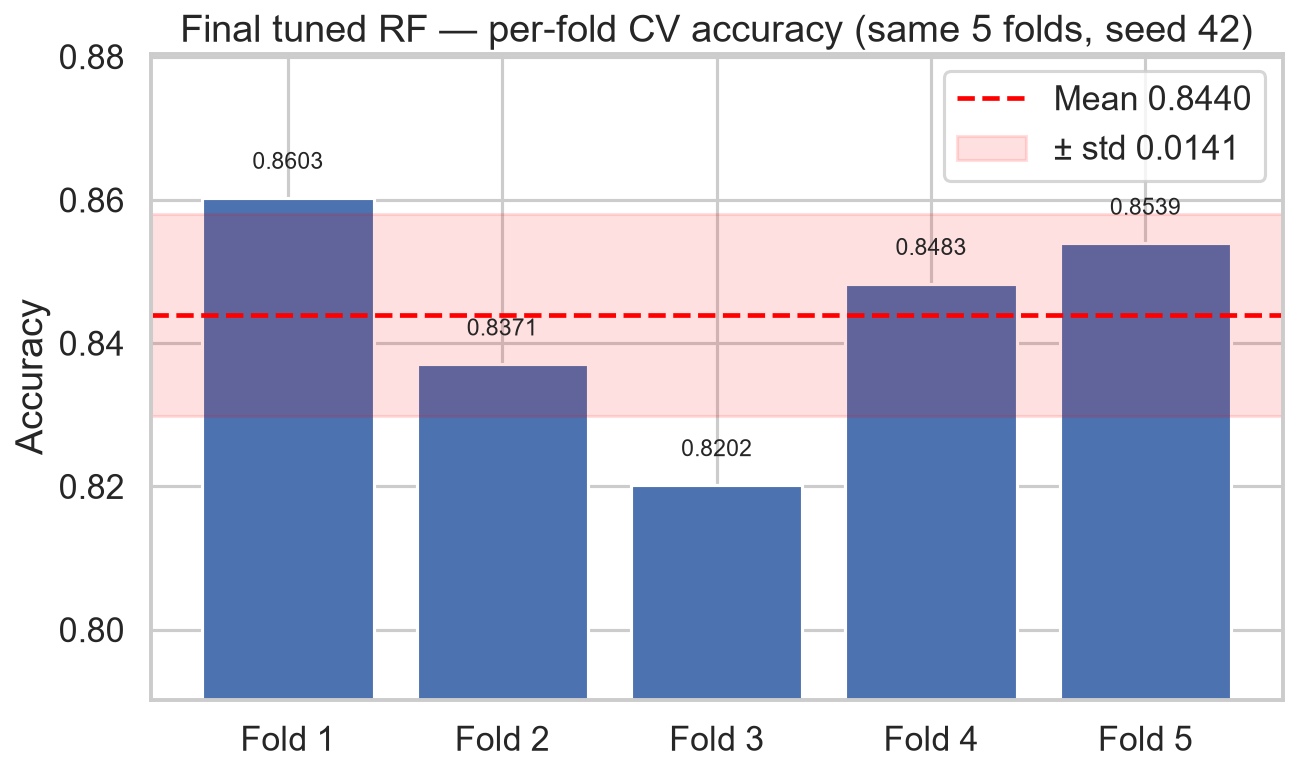 Final tuned RF — per-fold CV accuracy (same 5 folds, seed 42)
Mean 0.8440
± std 0.0141
Accuracy
0.88
0.86
0.84
0.82
0.80
0.8603
0.8371
0.8202
0.8483
0.8539
Fold 1
Fold 2
Fold 3
Fold 4
Fold 5